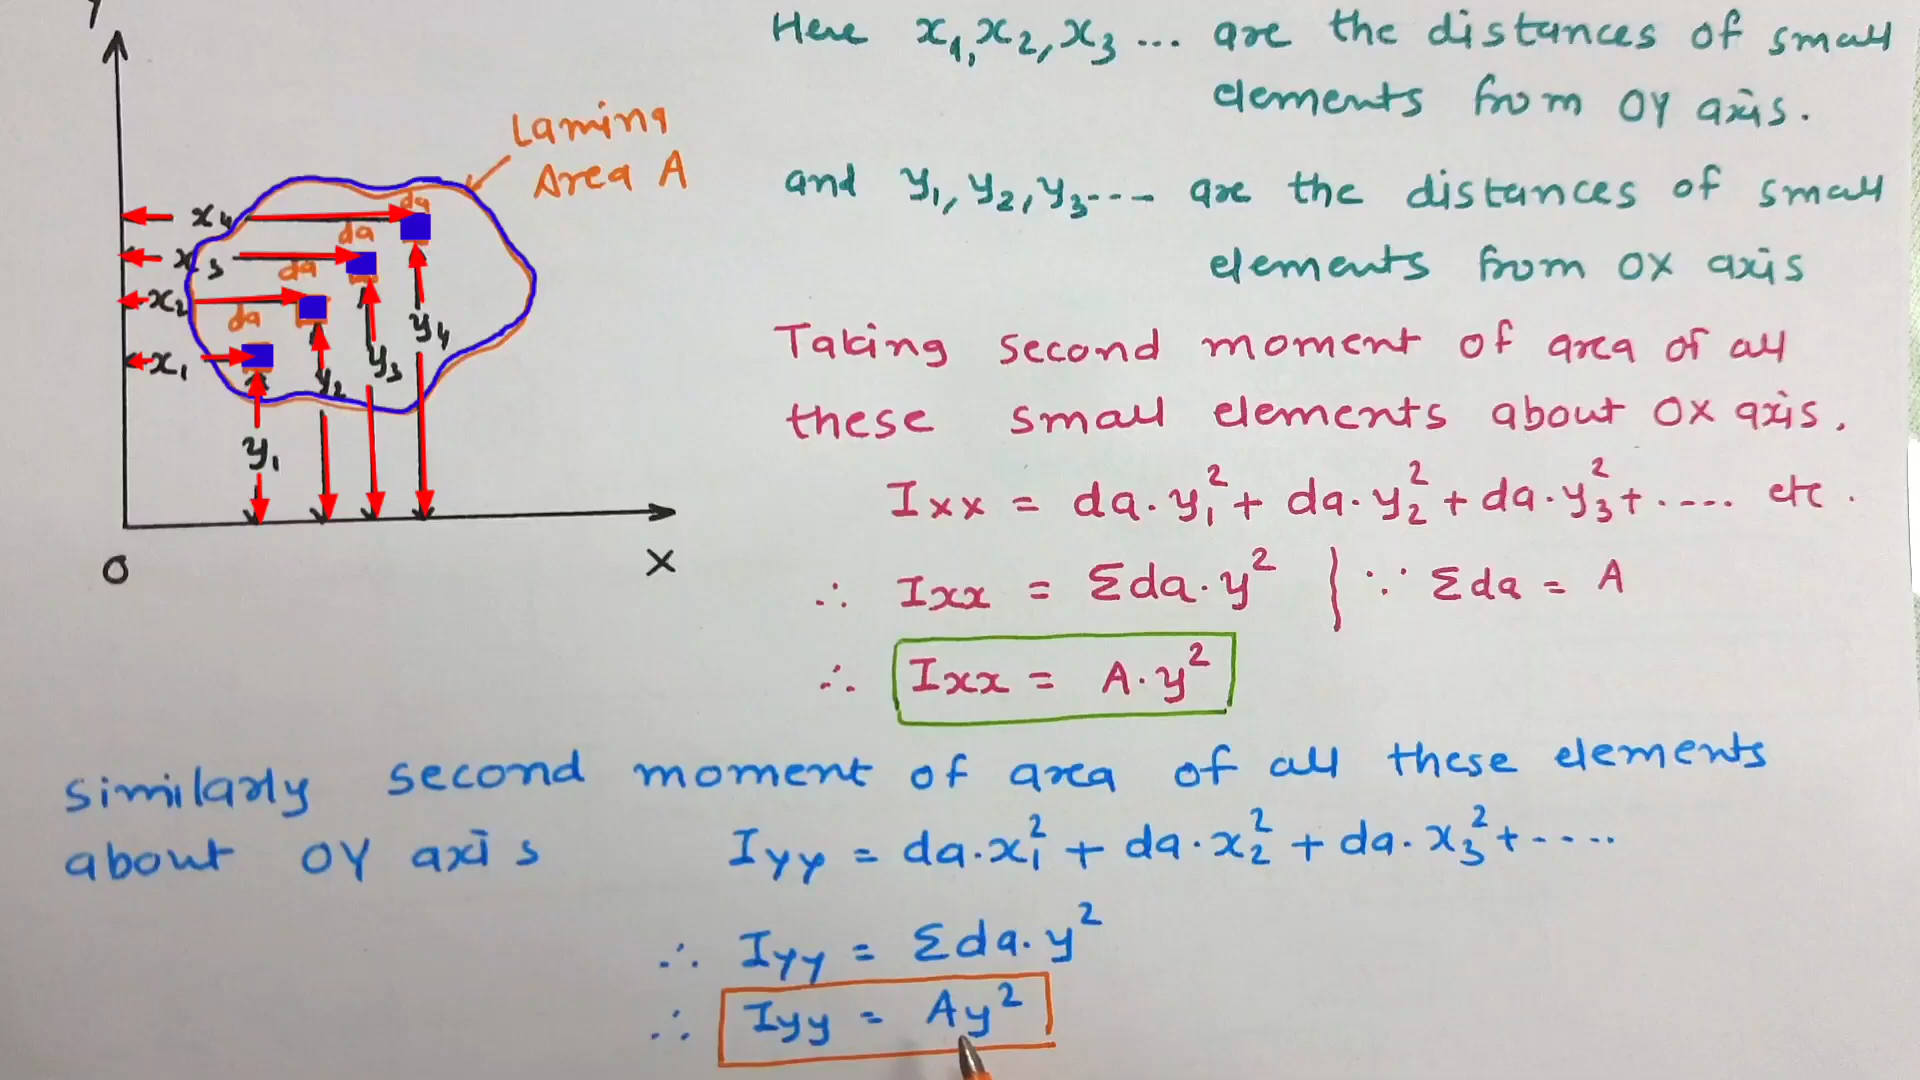 Y
Lamina
Area A
da
x4
da
x3
da
x2
da
x1
y4
y3
y2
y1
O
X
Here x₁, x₂, x₃ ... are the distances of small
elements from OY axis.
and y₁, y₂, y₃ ---- are the distances of small
elements from OX axis
Taking second moment of area of all
these small elements about OX axis.
Ixx = da.y₁² + da.y₂² + da.y₃² + ..... etc.
∴ Ixx = Σda.y² | ∵ Σda = A
∴ Ixx = A.y²
similarly second moment of area of all these elements
about OY axis Iyy = da.x₁² + da.x₂² + da.x₃² + ----
∴ Iyy = Σda.y²
∴ Iyy = Ay²